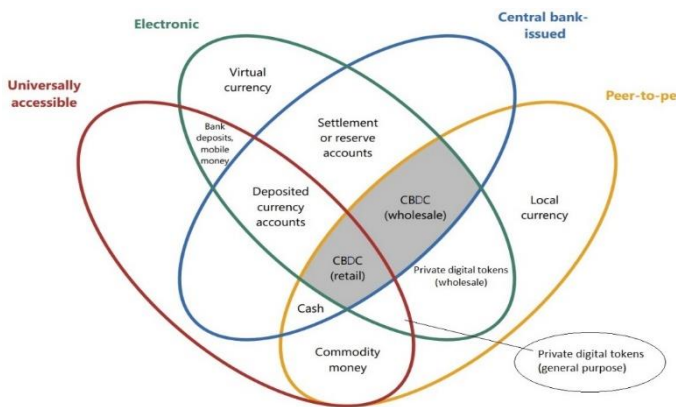 Electronic
Central bank-
issued
Universally
accessible
Peer-to-pe
Virtual
currency
Bank
deposits,
mobile
money
Settlement
or reserve
accounts
Deposited
currency
accounts
CBDC
(wholesale)
Local
currency
CBDC
(retail)
Private digital tokens
(wholesale)
Cash
Commodity
money
Private digital tokens
(general purpose)